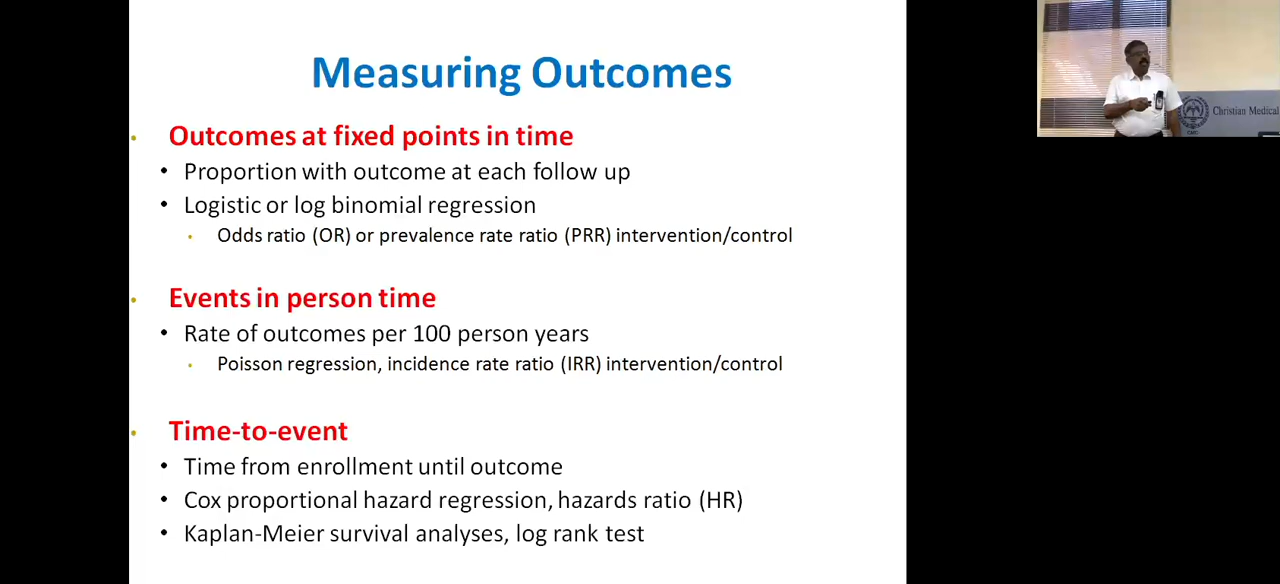 Measuring Outcomes
• Outcomes at fixed points in time
• Proportion with outcome at each follow up
• Logistic or log binomial regression
• Odds ratio (OR) or prevalence rate ratio (PRR) intervention/control
• Events in person time
• Rate of outcomes per 100 person years
• Poisson regression, incidence rate ratio (IRR) intervention/control
• Time-to-event
• Time from enrollment until outcome
• Cox proportional hazard regression, hazards ratio (HR)
• Kaplan-Meier survival analyses, log rank test
Christian Medical